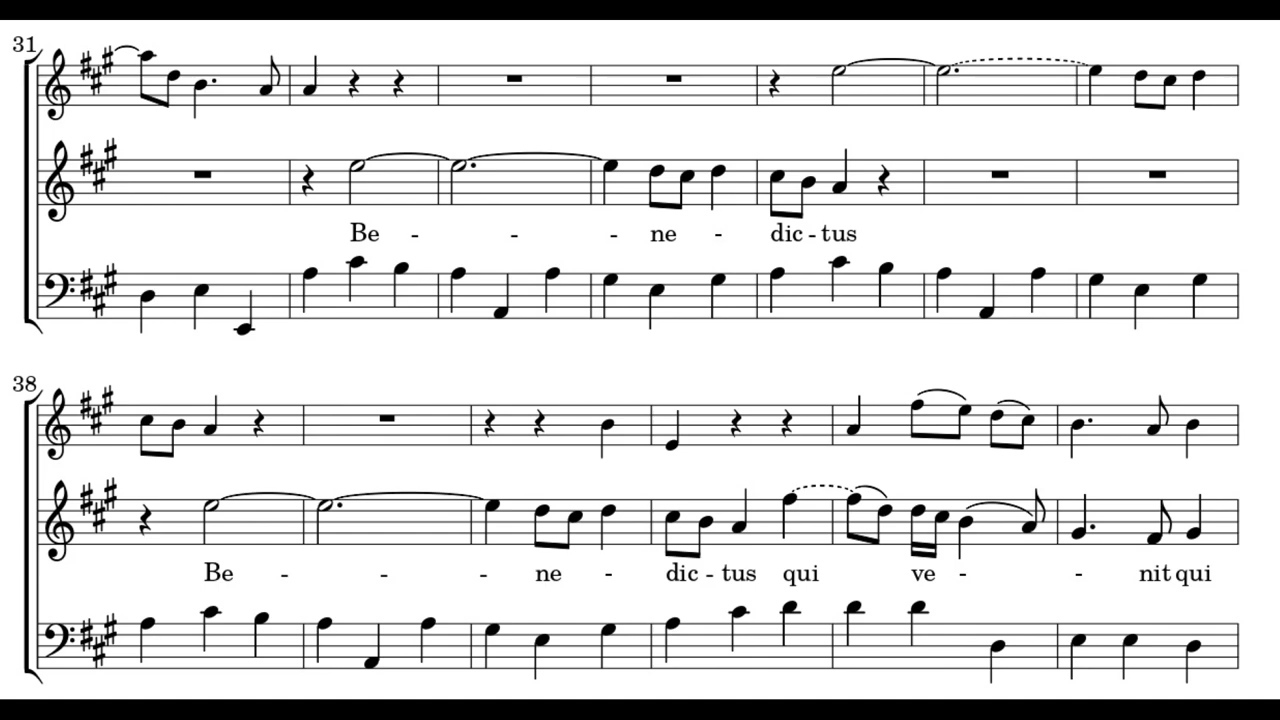 31
Be - - - ne - dic - tus
38
Be - - - ne - dic - tus qui ve - - nit qui